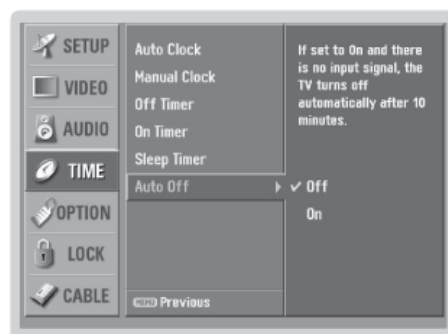 SETUP
VIDEO
AUDIO
TIME
OPTION
LOCK
CABLE
Auto Clock
Manual Clock
Off Timer
On Timer
Sleep Timer
Auto Off
MENU Previous
If set to On and there
is no input signal, the
TV turns off
automatically after 10
minutes.
Off
On